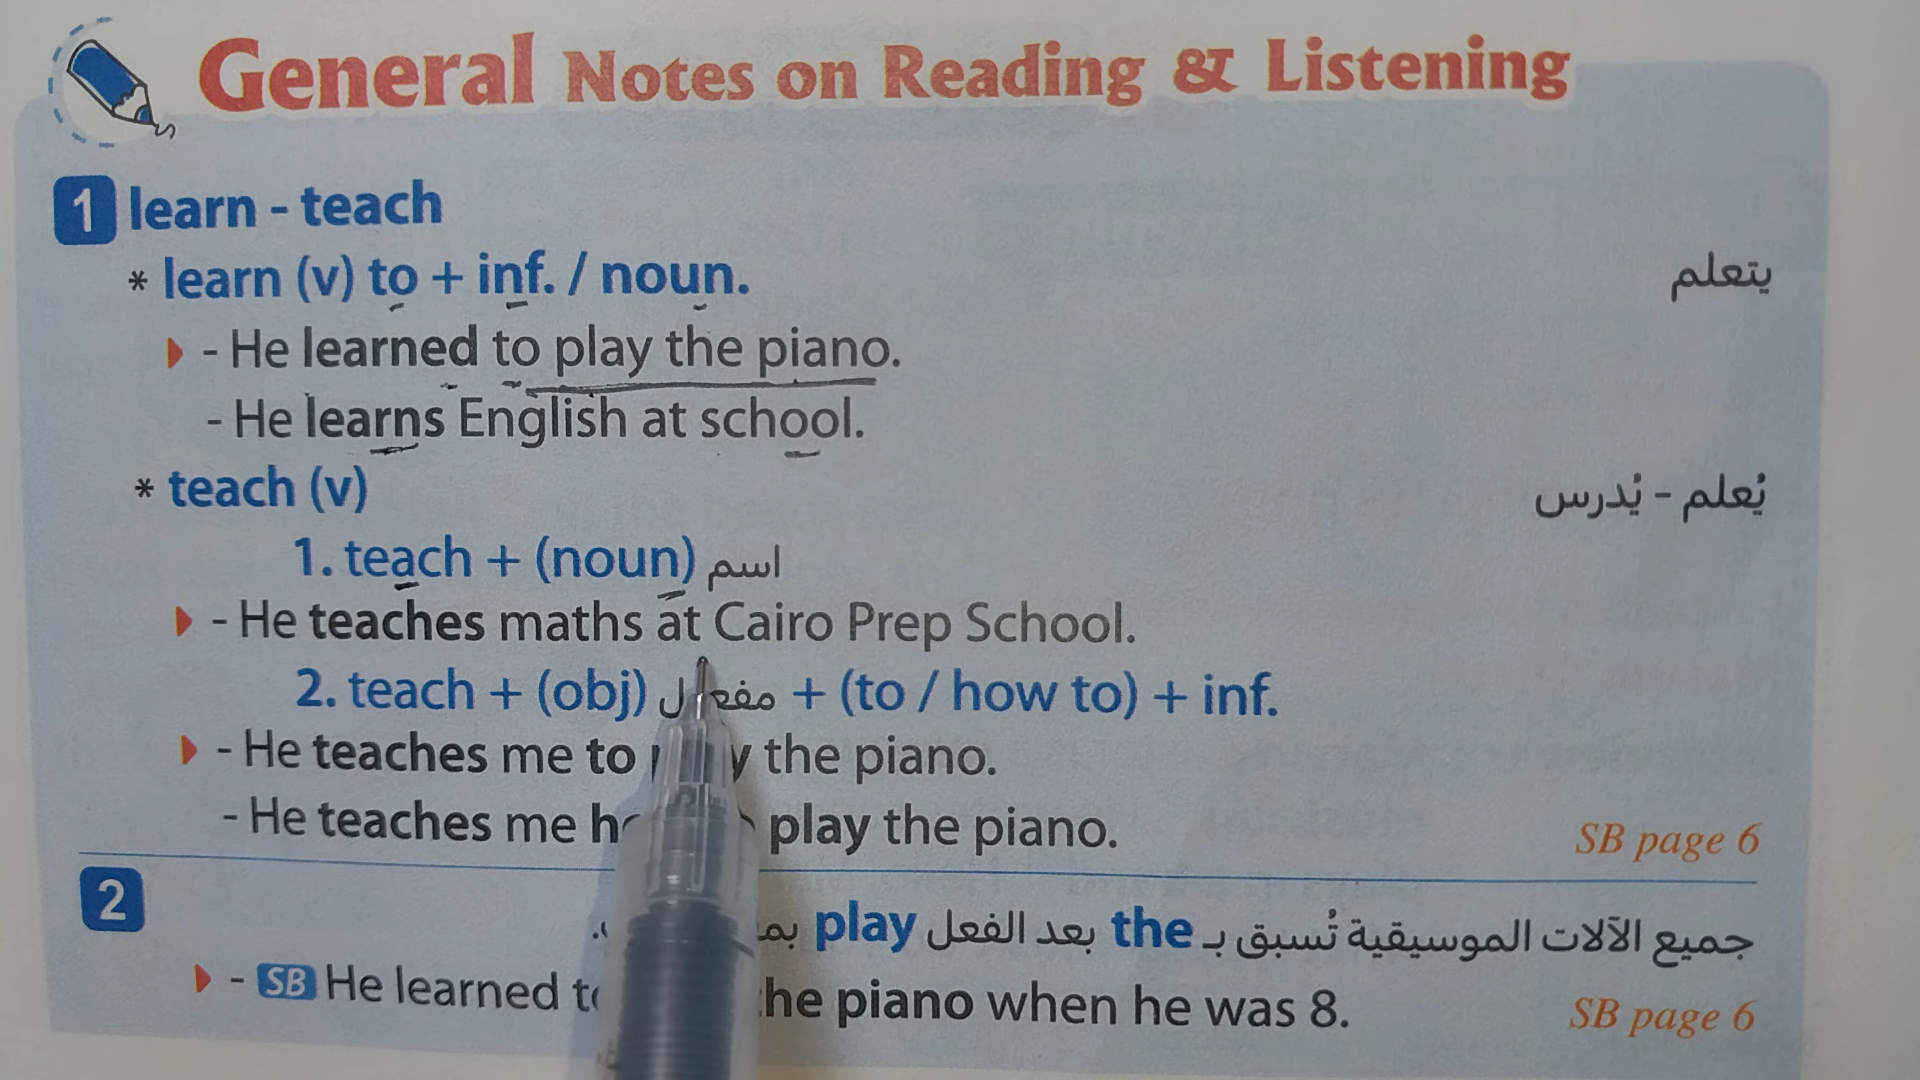 General Notes on Reading & Listening
1 learn - teach
* learn (v) to + inf. / noun. يتعلم
- He learned to play the piano.
- He learns English at school.
* teach (v) يُعلم - يُدرس
1. teach + (noun) اسم
- He teaches maths at Cairo Prep School.
2. teach + (obj) + (to / how to) + inf.
- He teaches me to the piano.
- He teaches me play the piano. SB page 6
2 جميع الآلات الموسيقية تُسبق بـ the بعد الفعل play
- SB He learned piano when he was 8. SB page 6